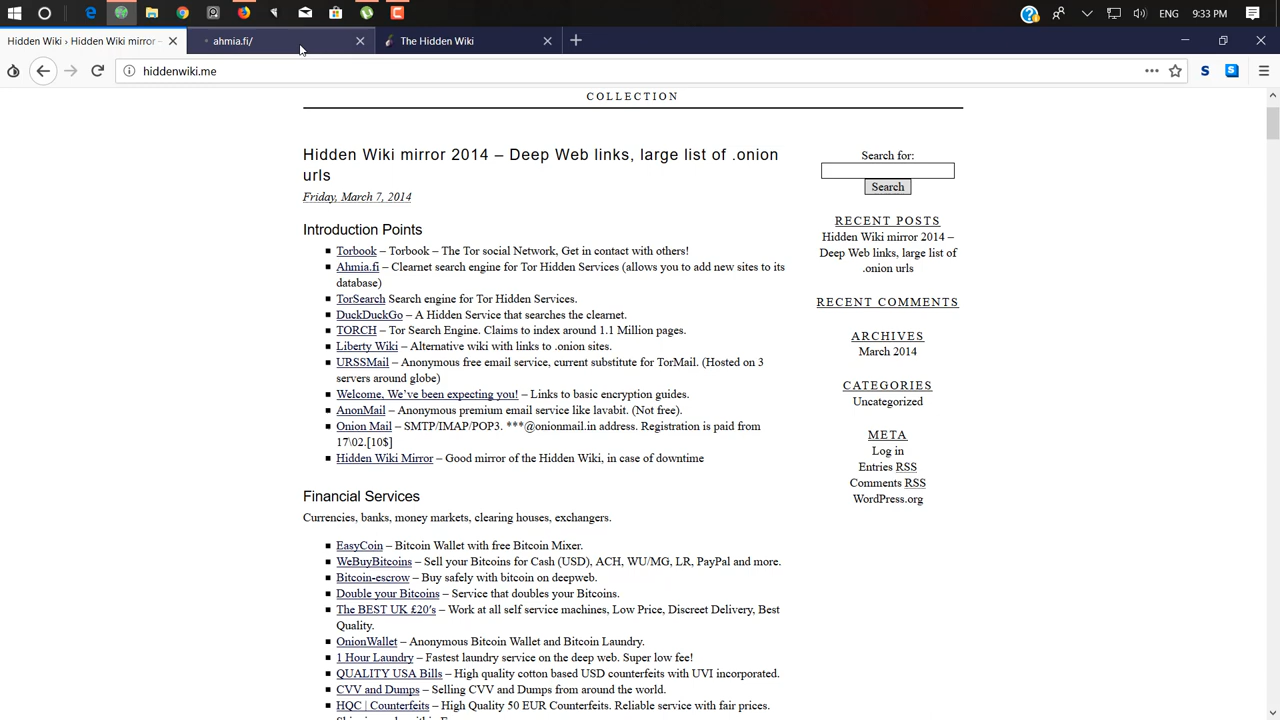 ENG 9:33 PM
Hidden Wiki › Hidden Wiki mirror
ahmia.fi/
The Hidden Wiki
hiddenwiki.me
COLLECTION
Hidden Wiki mirror 2014 – Deep Web links, large list of .onion
urls
Friday, March 7, 2014
Introduction Points
Torbook – Torbook – The Tor social Network, Get in contact with others!
Ahmia.fi – Clearnet search engine for Tor Hidden Services (allows you to add new sites to its
database)
TorSearch Search engine for Tor Hidden Services.
DuckDuckGo – A Hidden Service that searches the clearnet.
TORCH – Tor Search Engine. Claims to index around 1.1 Million pages.
Liberty Wiki – Alternative wiki with links to .onion sites.
URSSMail – Anonymous free email service, current substitute for TorMail. (Hosted on 3
servers around globe)
Welcome, We've been expecting you! – Links to basic encryption guides.
AnonMail – Anonymous premium email service like lavabit. (Not free).
Onion Mail – SMTP/IMAP/POP3. ***@onionmail.in address. Registration is paid from
17\02.[10$]
Hidden Wiki Mirror – Good mirror of the Hidden Wiki, in case of downtime
Financial Services
Currencies, banks, money markets, clearing houses, exchangers.
EasyCoin – Bitcoin Wallet with free Bitcoin Mixer.
WeBuyBitcoins – Sell your Bitcoins for Cash (USD), ACH, WU/MG, LR, PayPal and more.
Bitcoin-escrow – Buy safely with bitcoin on deepweb.
Double your Bitcoins – Service that doubles your Bitcoins.
The BEST UK £20's – Work at all self service machines, Low Price, Discreet Delivery, Best
Quality.
OnionWallet – Anonymous Bitcoin Wallet and Bitcoin Laundry.
1 Hour Laundry – Fastest laundry service on the deep web. Super low fee!
QUALITY USA Bills – High quality cotton based USD counterfeits with UVI incorporated.
CVV and Dumps – Selling CVV and Dumps from around the world.
HQC | Counterfeits – High Quality 50 EUR Counterfeits. Reliable service with fair prices.
Search for:
Search
RECENT POSTS
Hidden Wiki mirror 2014 –
Deep Web links, large list of
.onion urls
RECENT COMMENTS
ARCHIVES
March 2014
CATEGORIES
Uncategorized
META
Log in
Entries RSS
Comments RSS
WordPress.org